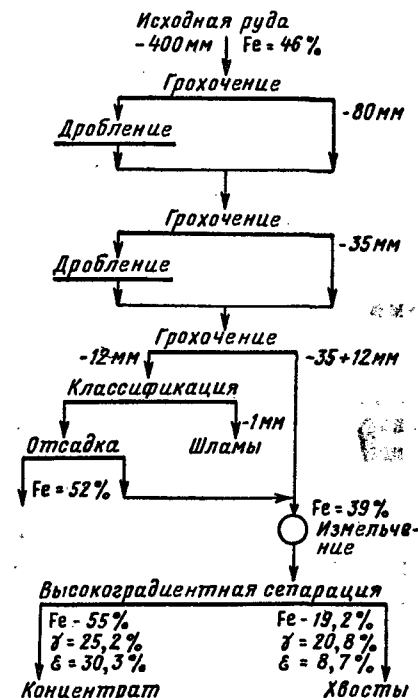 Исходная руда
-400мм Fe=46%
Грохочение
-80мм
Дробление
Грохочение
-35мм
Дробление
Грохочение
-12мм -35+12мм
Классификация
-1мм
Отсадка Шламы
Fe=52%
Fe=39%
Измельче-
ние
Высокоградиентная сепарация
Fe-55% Fe-19,2%
γ=25,2% γ=20,8%
ε=30,3% ε=8,7%
Концентрат Хвосты